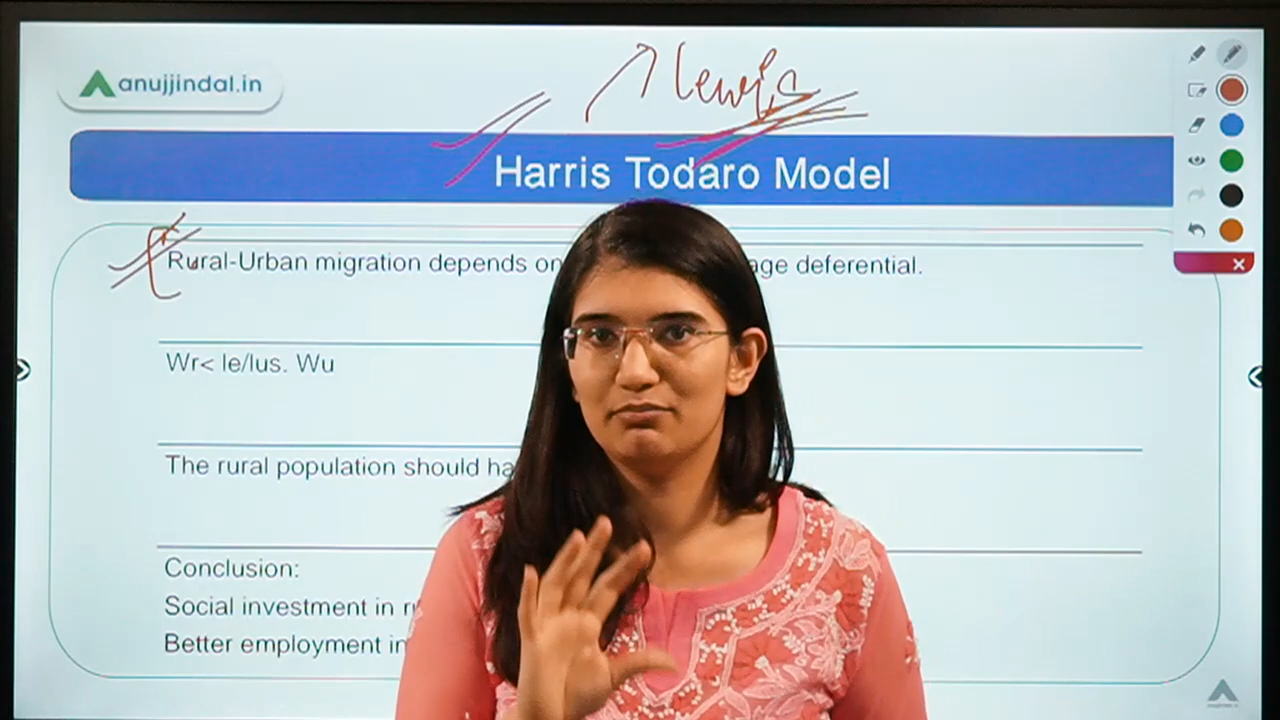 Lewis
anujjindal.in
Harris Todaro Model
Rural-Urban migration depends on age deferential.
Wr< le/lus. Wu
The rural population should ha
Conclusion:
Social investment in ru
Better employment in